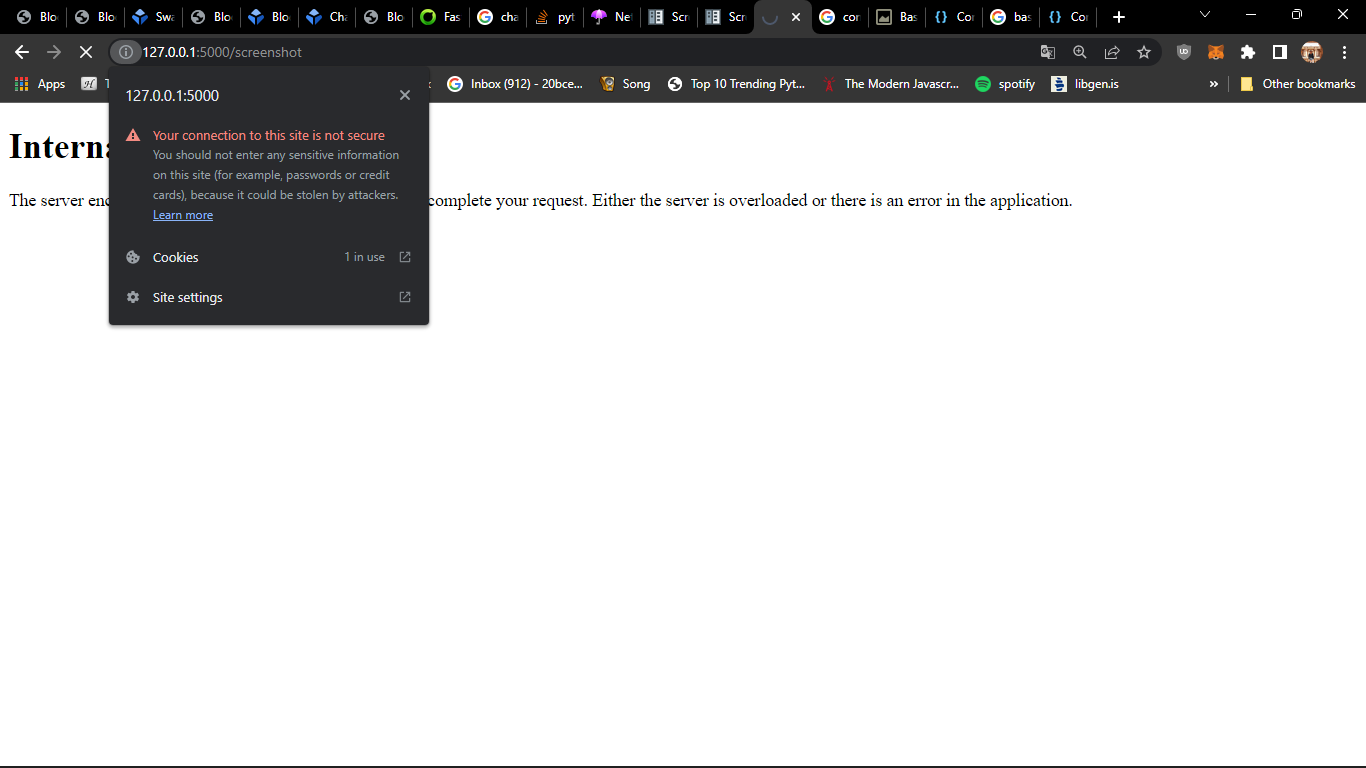 Blo Blo Swa Blo Blo Cha Blo Fas cha pyt Net Scr Scr cor Bas {} Cor bas {} Cor
127.0.0.1:5000/screenshot
Apps Inbox (912) - 20bce... Song Top 10 Trending Pyt... The Modern Javascr... spotify libgen.is » Other bookmarks
127.0.0.1:5000
Your connection to this site is not secure
You should not enter any sensitive information
on this site (for example, passwords or credit
cards), because it could be stolen by attackers.
Learn more
Cookies 1 in use
Site settings
Interna
The server enc complete your request. Either the server is overloaded or there is an error in the application.